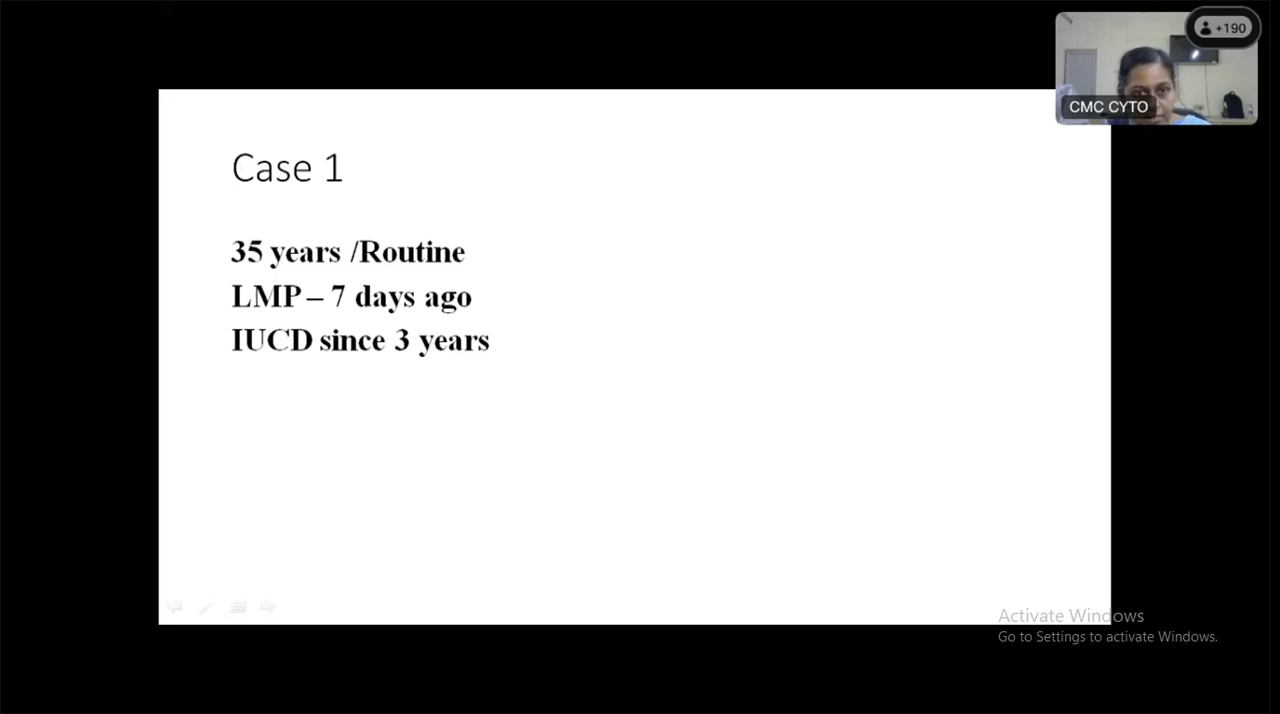 +190
CMC CYTO
Case 1
35 years /Routine
LMP – 7 days ago
IUCD since 3 years
Activate Windows
Go to Settings to activate Windows.